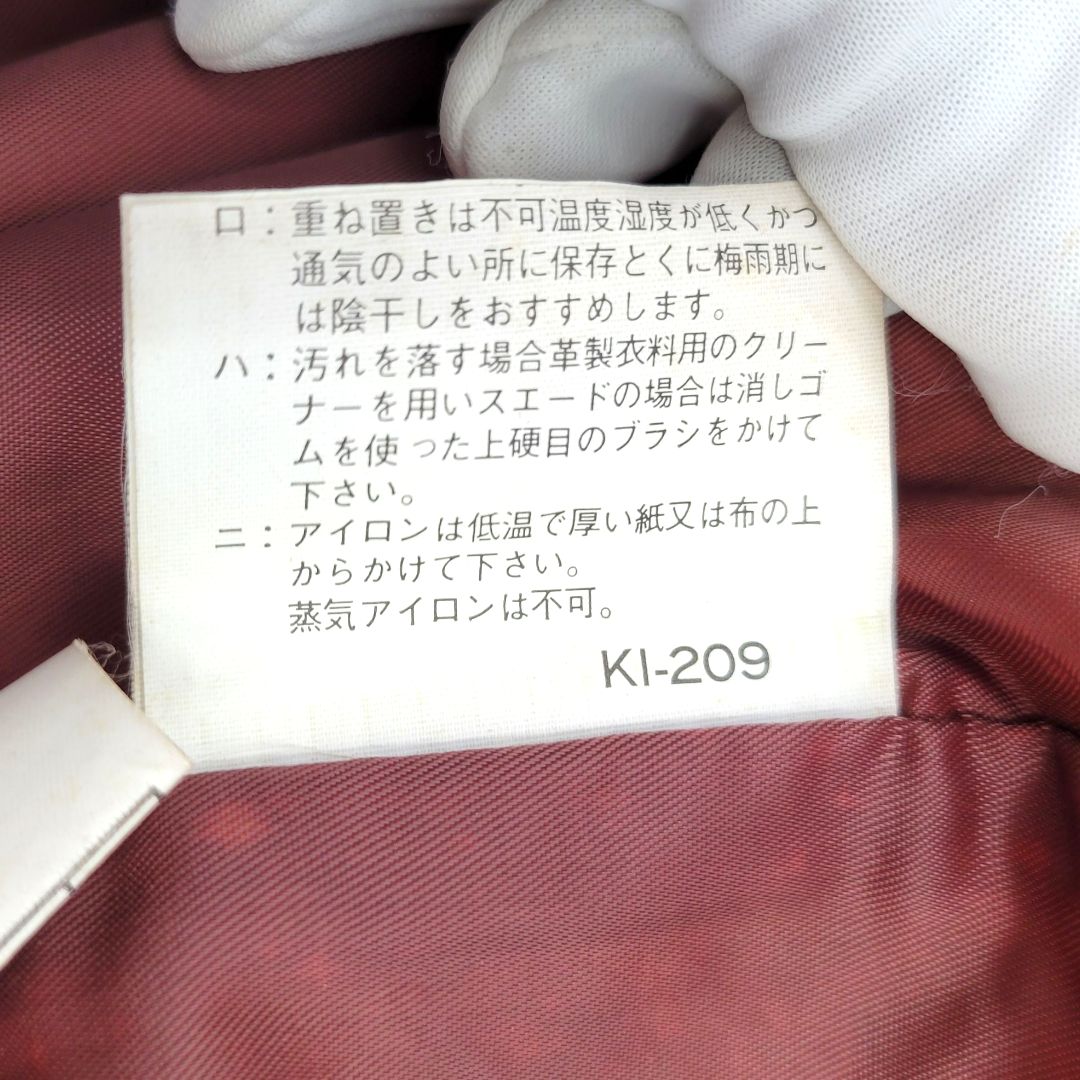 ロ：重ね置きは不可温度湿度が低くかつ
通気のよい所に保存とくに梅雨期に
は陰干しをおすすめします。
ハ：汚れを落す場合革製衣料用のクリー
ナーを用いスエードの場合は消しゴ
ムを使った上硬目のブラシをかけて
下さい。
ニ：アイロンは低温で厚い紙又は布の上
からかけて下さい。
蒸気アイロンは不可。
KI-209